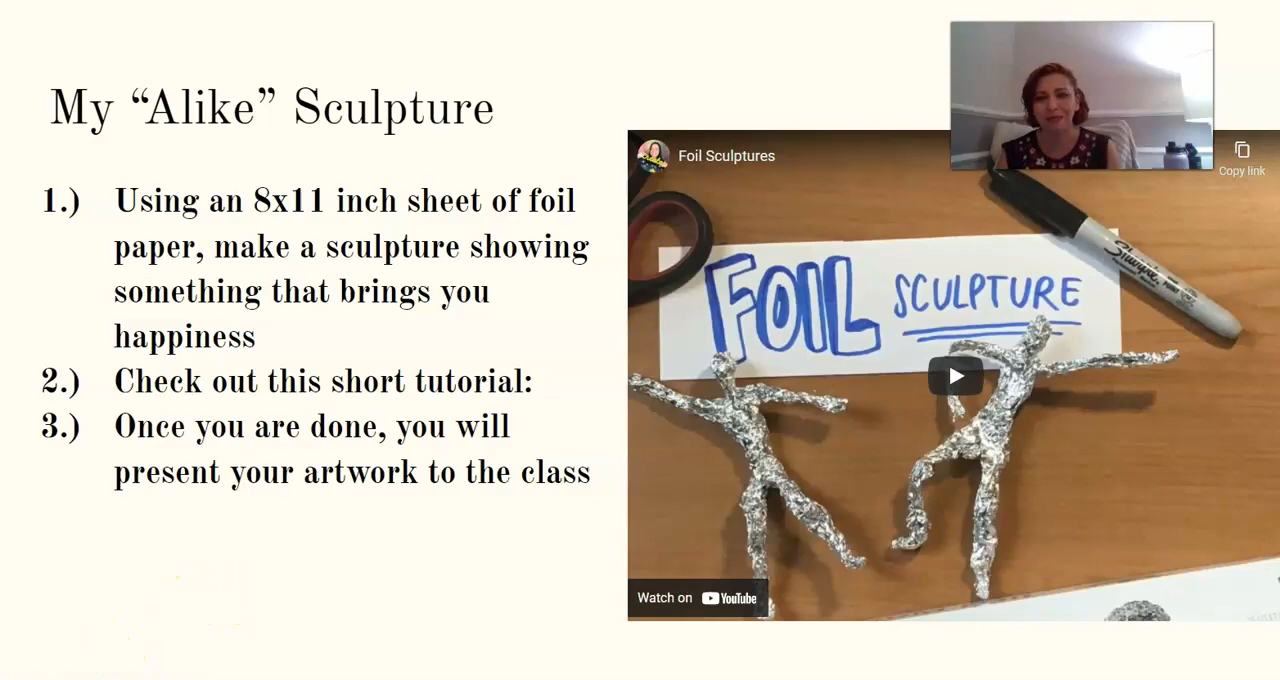 My “Alike” Sculpture
1.) Using an 8x11 inch sheet of foil
paper, make a sculpture showing
something that brings you
happiness
2.) Check out this short tutorial:
3.) Once you are done, you will
present your artwork to the class
Foil Sculptures
Copy link
Sharpie
FOIL SCULPTURE
Watch on YouTube